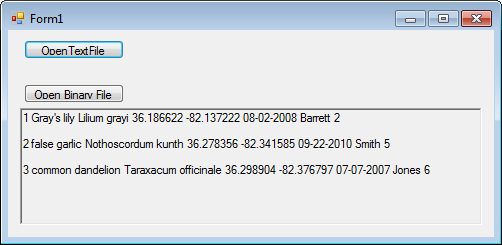 Form1
OpenTextFile
Open Binary File
1 Gray's lily Lilium grayi 36.186622 -82.137222 08-02-2008 Barrett 2
2 false garlic Nothoscordum kunth 36.278356 -82.341585 09-22-2010 Smith 5
3 common dandelion Taraxacum officinale 36.298904 -82.376797 07-07-2007 Jones 6